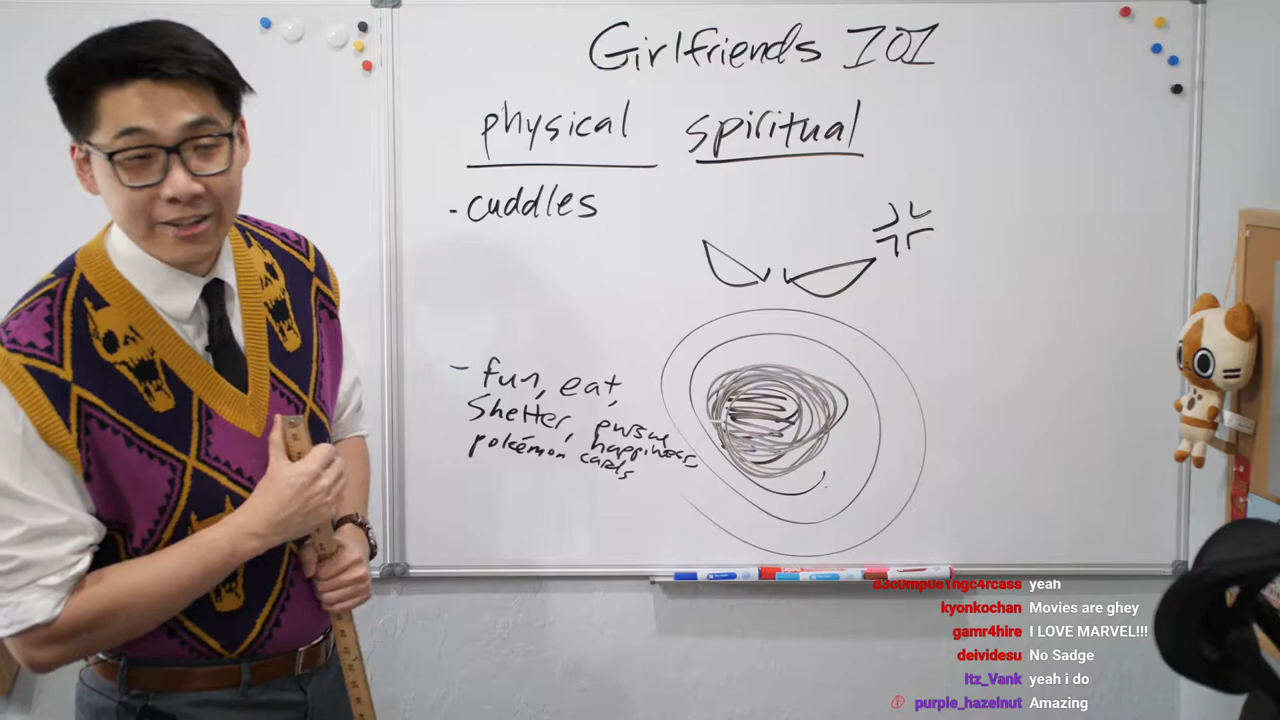 Girlfriends 101
physical spiritual
- cuddles
- fun, eat,
Shelter, pursue
pokémon happiness,
cards
d3c0mp0s1ngc4rcass yeah
kyonkochan Movies are ghey
gamr4hire I LOVE MARVEL!!!
deividesu No Sadge
Itz_Vank yeah i do
purple_hazelnut Amazing